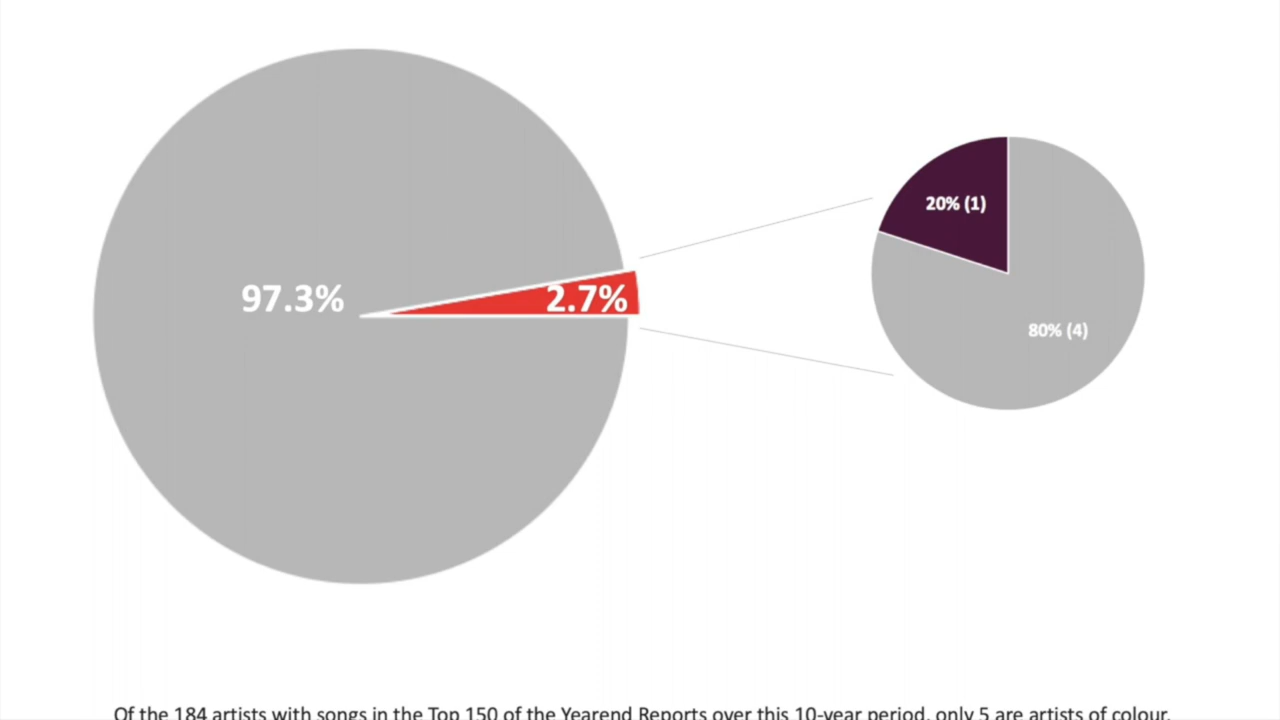 20% (1)
97.3%
2.7%
80% (4)
Of the 184 artists with songs in the Top 150 of the Yearend Reports over this 10-year period, only 5 are artists of colour.